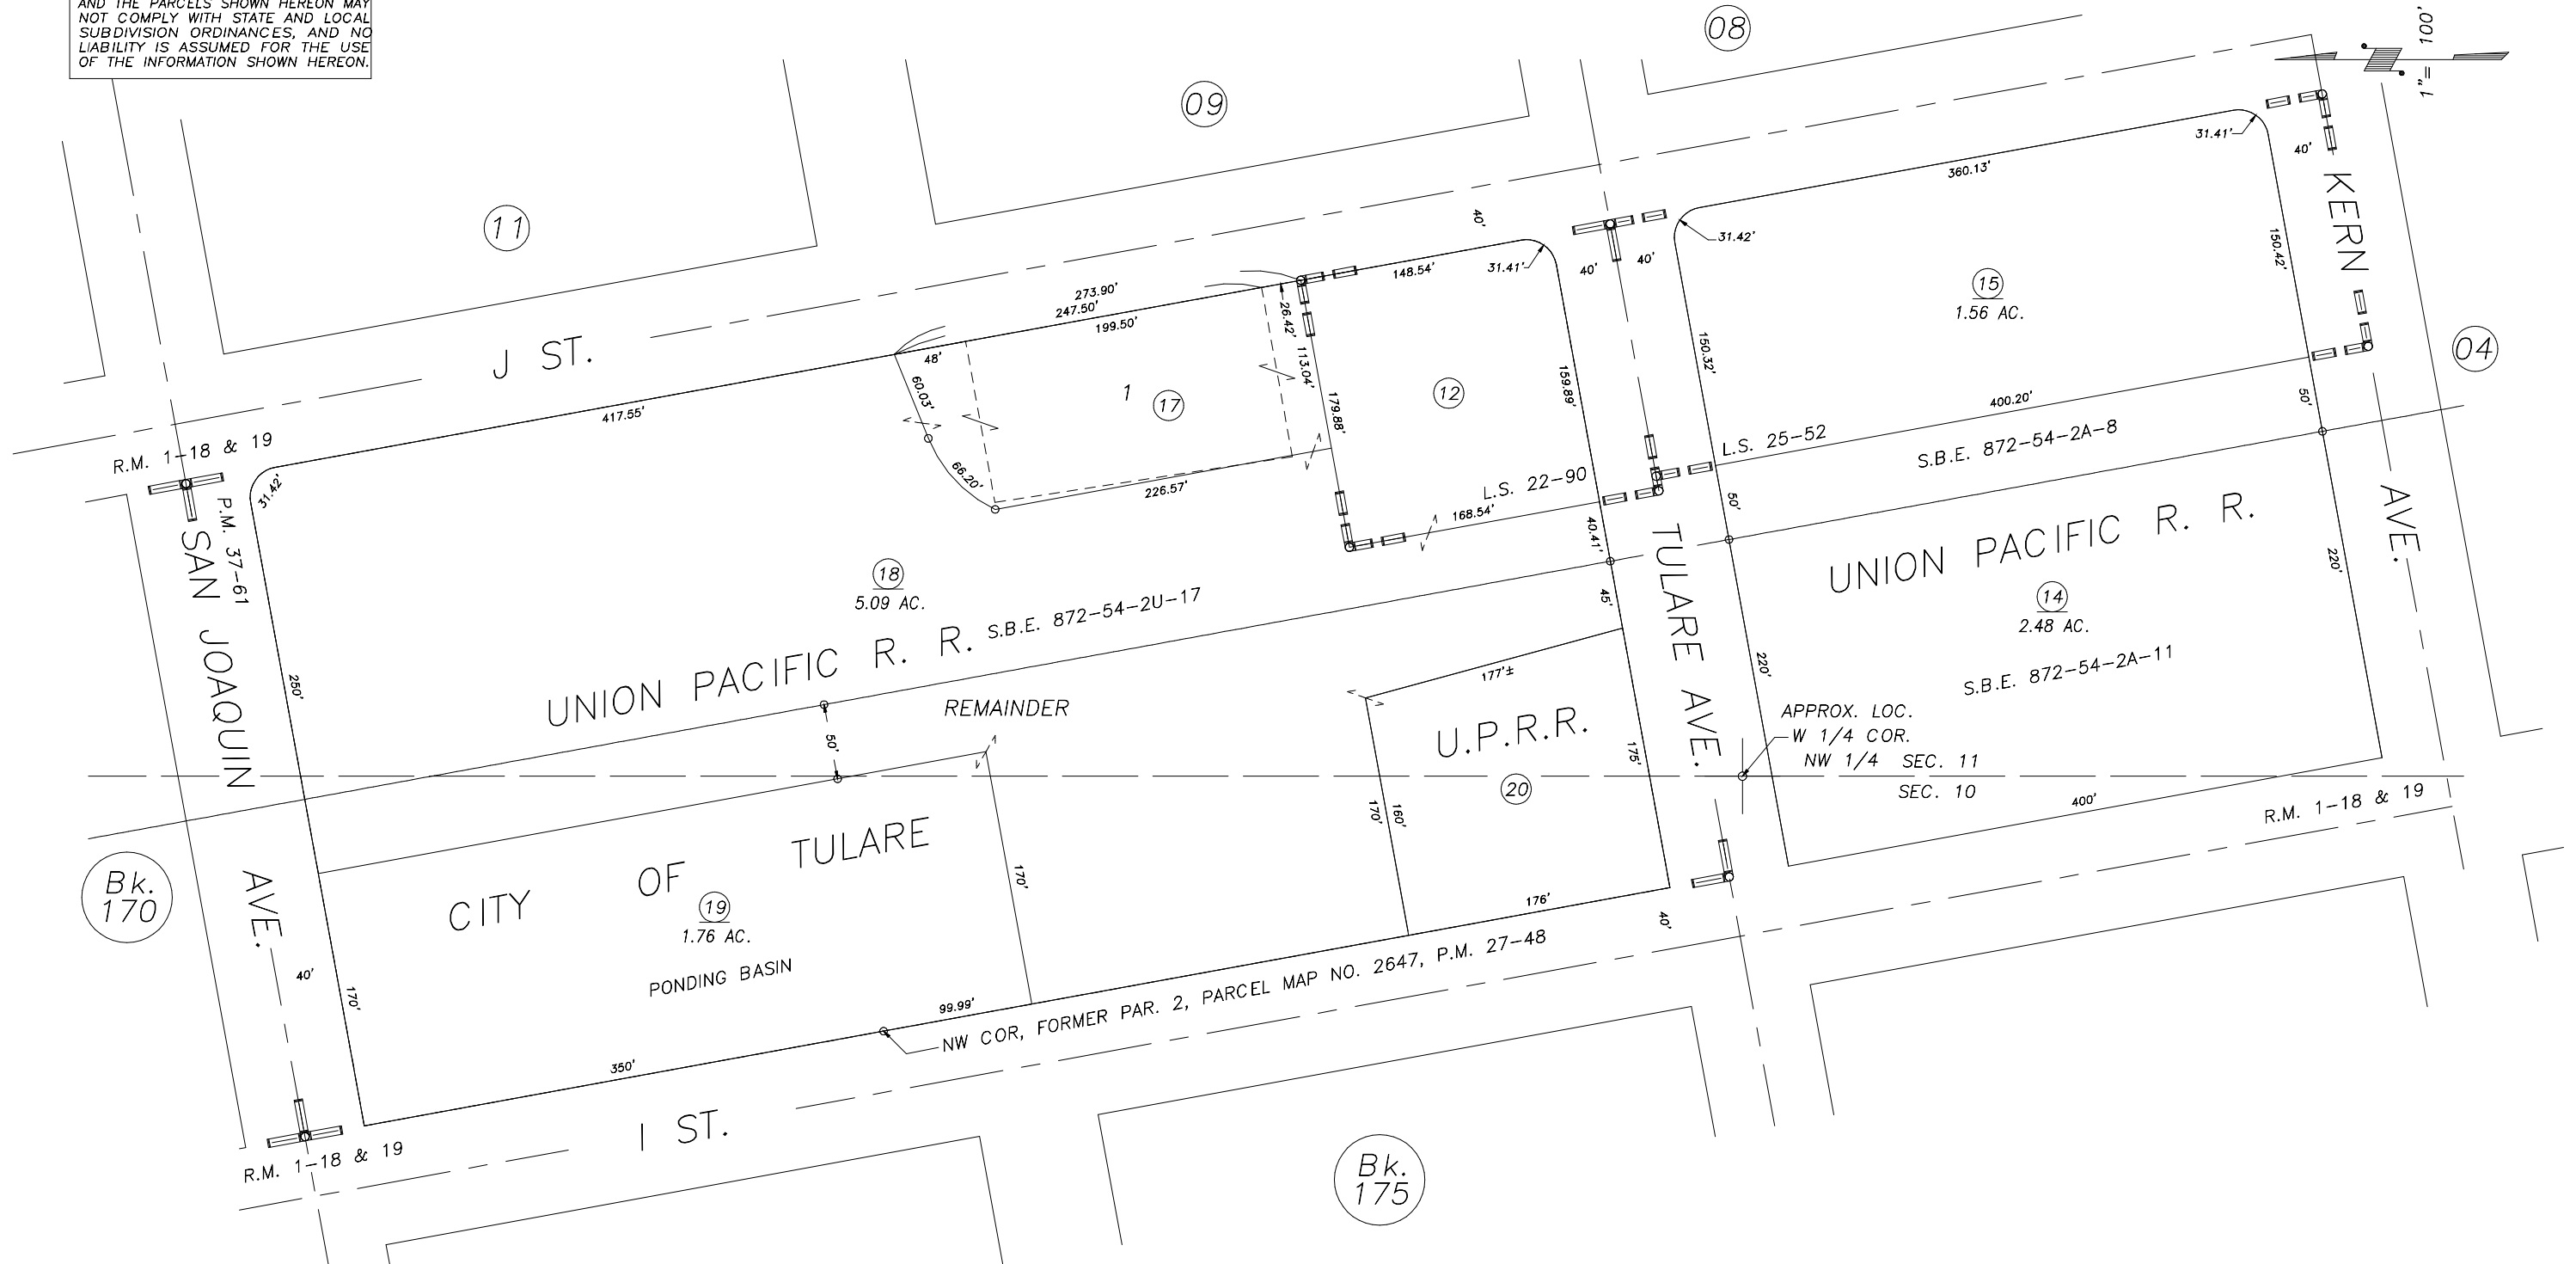 AND THE PARCELS SHOWN HEREON MAY
NOT COMPLY WITH STATE AND LOCAL
SUBDIVISION ORDINANCES, AND NO
LIABILITY IS ASSUMED FOR THE USE
OF THE INFORMATION SHOWN HEREON.
08
1"= 100'
09
11
04
J ST.
R.M. 1-18 & 19
P.M. 37-61
31.42'
417.55'
273.90'
247.50'
199.50'
48'
60.03'
66.20'
226.57'
1
17
26.42'
113.04'
179.88'
148.54'
31.41'
40'
40'
40'
12
159.89'
L.S. 22-90
168.54'
40.41'
31.42'
360.13'
31.41'
40'
KERN AVE.
15
1.56 AC.
150.32'
150.42'
400.20'
L.S. 25-52
S.B.E. 872-54-2A-8
50'
50'
UNION PACIFIC R. R.
14
2.48 AC.
S.B.E. 872-54-2A-11
220'
220'
400'
R.M. 1-18 & 19
SAN JOAQUIN AVE.
250'
18
5.09 AC.
UNION PACIFIC R. R.
S.B.E. 872-54-2U-17
TULARE AVE.
45'
177'±
U.P.R.R.
20
175'
170'
160'
176'
40'
APPROX. LOC.
W 1/4 COR.
NW 1/4 SEC. 11
SEC. 10
REMAINDER
50'
CITY OF TULARE
19
1.76 AC.
PONDING BASIN
170'
170'
40'
99.99'
350'
NW COR, FORMER PAR. 2, PARCEL MAP NO. 2647, P.M. 27-48
I ST.
R.M. 1-18 & 19
Bk.
170
Bk.
175